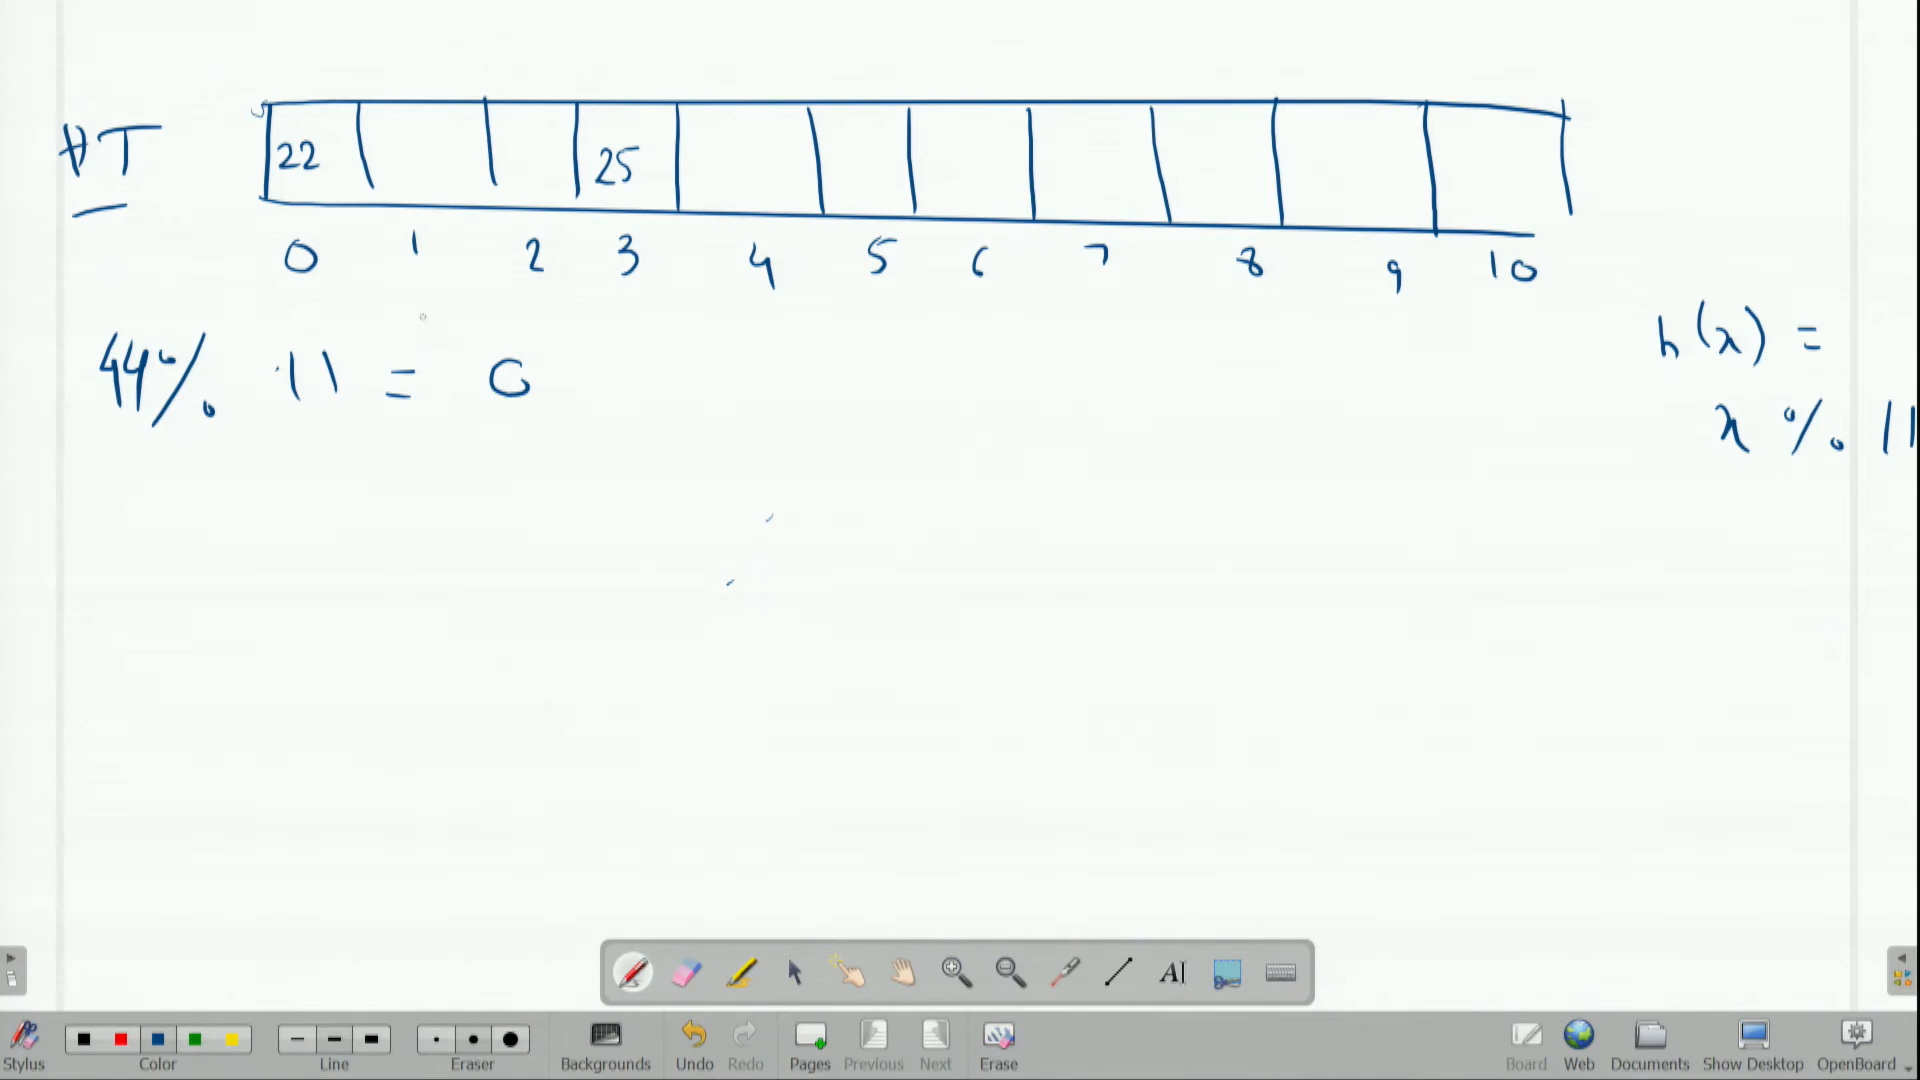 HT 22 25
0 1 2 3 4 5 6 7 8 9 10
44% 11 = 0
h(x) =
x % 11
Stylus
Color
Line
Eraser
Backgrounds
Undo
Redo
Pages
Previous
Next
Erase
Board
Web
Documents
Show Desktop
OpenBoard